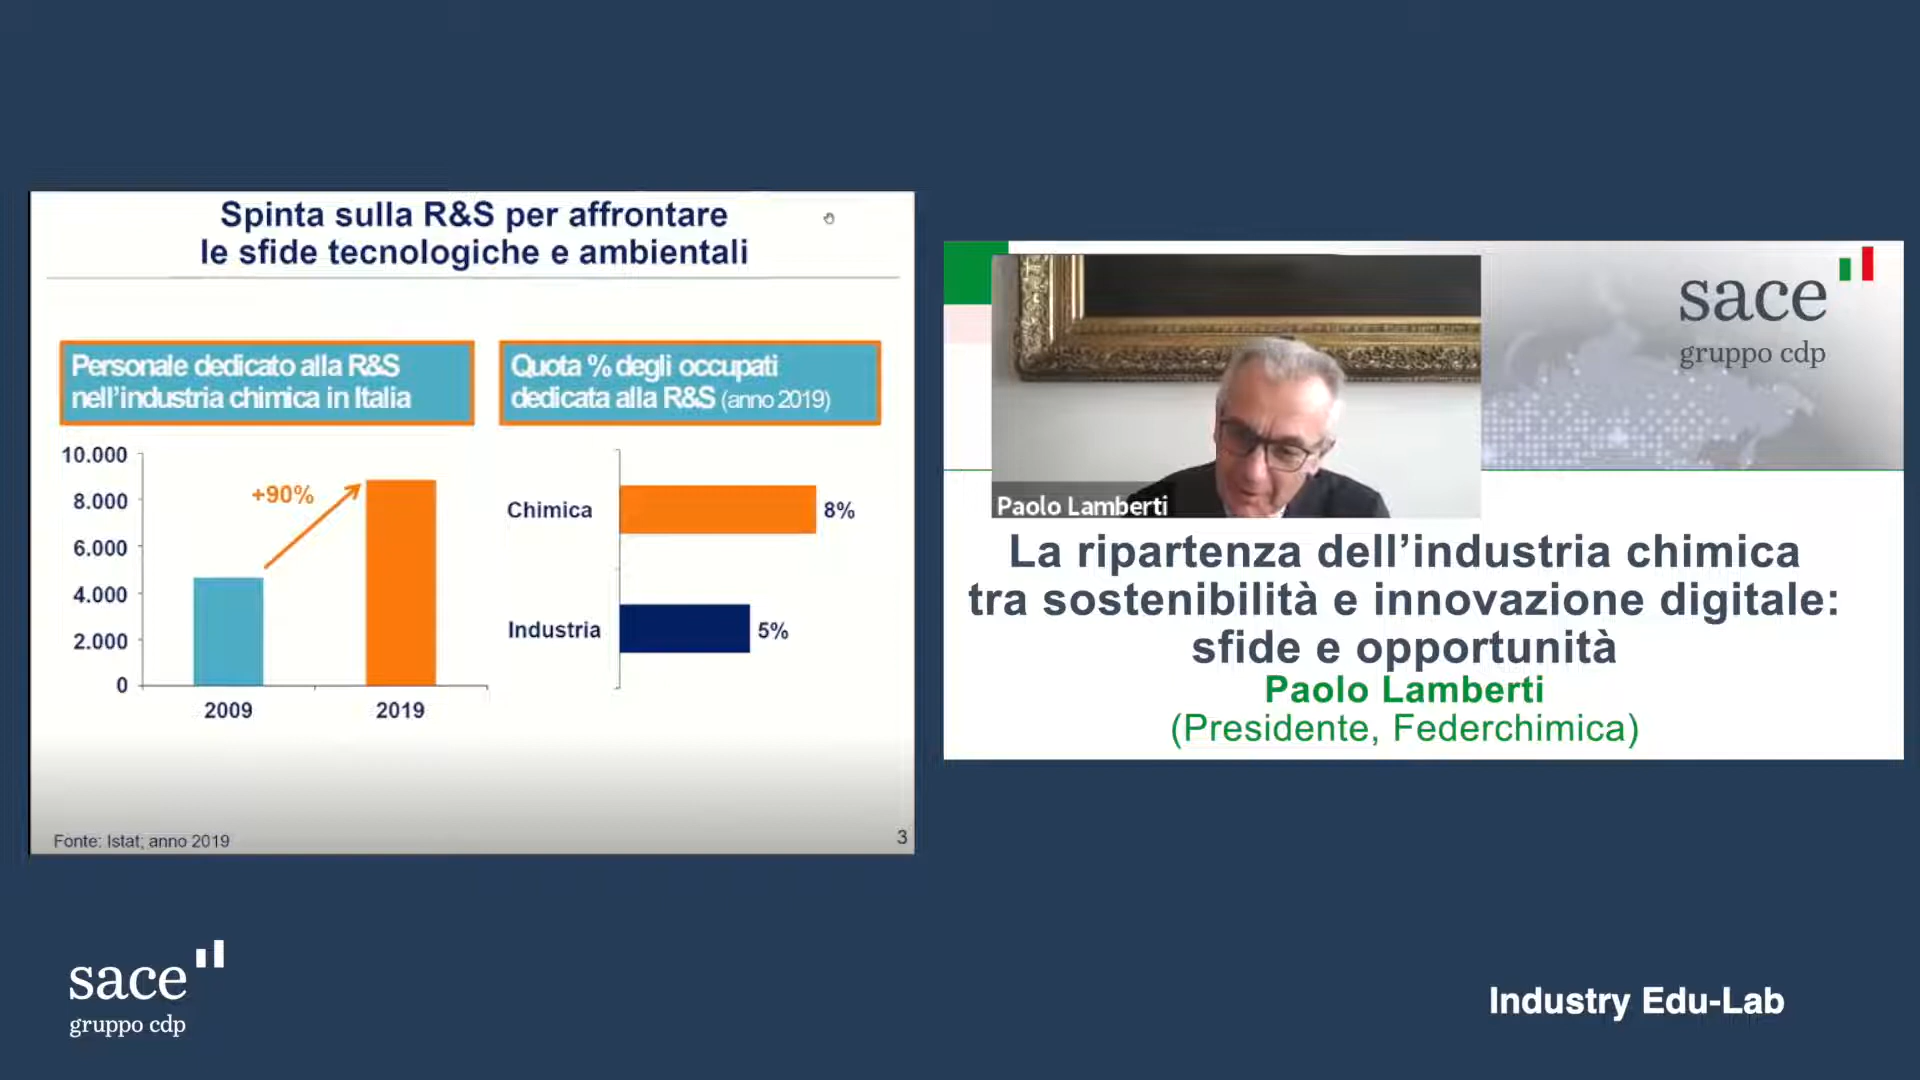 Spinta sulla R&S per affrontare
le sfide tecnologiche e ambientali
Personale dedicato alla R&S
nell'industria chimica in Italia
10.000
8.000
6.000
4.000
2.000
0
+90%
2009
2019
Quota % degli occupati
dedicata alla R&S (anno 2019)
Chimica
8%
Industria
5%
Fonte: Istat; anno 2019
3
sace
gruppo cdp
Paolo Lamberti
La ripartenza dell’industria chimica
tra sostenibilità e innovazione digitale:
sfide e opportunità
Paolo Lamberti
(Presidente, Federchimica)
sace
gruppo cdp
Industry Edu-Lab